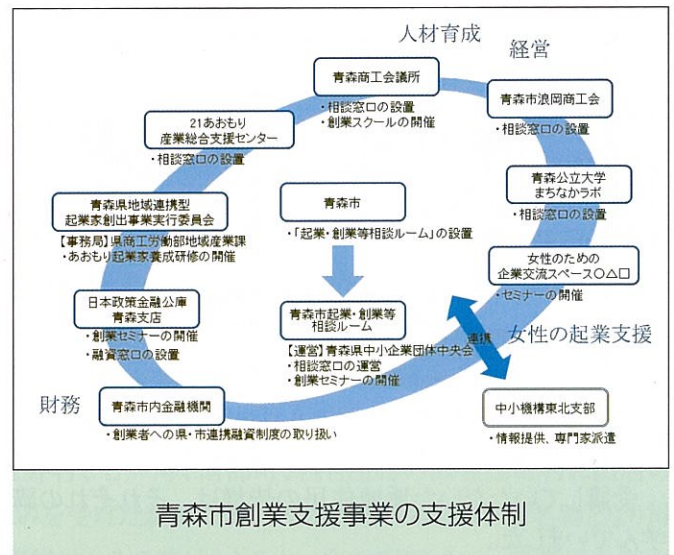 人材育成
経営
青森商工会議所
・相談窓口の設置
・創業スクールの開催
青森市浪岡商工会
・相談窓口の設置
21あおもり
産業総合支援センター
・相談窓口の設置
青森公立大学
まちなかラボ
・相談窓口の設置
青森県地域連携型
起業家創出事業実行委員会
【事務局】県商工労働部地域産業課
・あおもり起業家養成研修の開催
青森市
・「起業・創業等相談ルーム」の設置
女性のための
企業交流スペース〇△□
・セミナーの開催
日本政策金融公庫
青森支店
・創業セミナーの開催
・融資窓口の設置
青森市起業・創業等
相談ルーム
【運営】青森県中小企業団体中央会
・相談窓口の運営
・創業セミナーの開催
連携
女性の起業支援
財務
青森市内金融機関
・創業者への県・市連携融資制度の取り扱い
中小機構東北支部
・情報提供、専門家派遣
青森市創業支援事業の支援体制